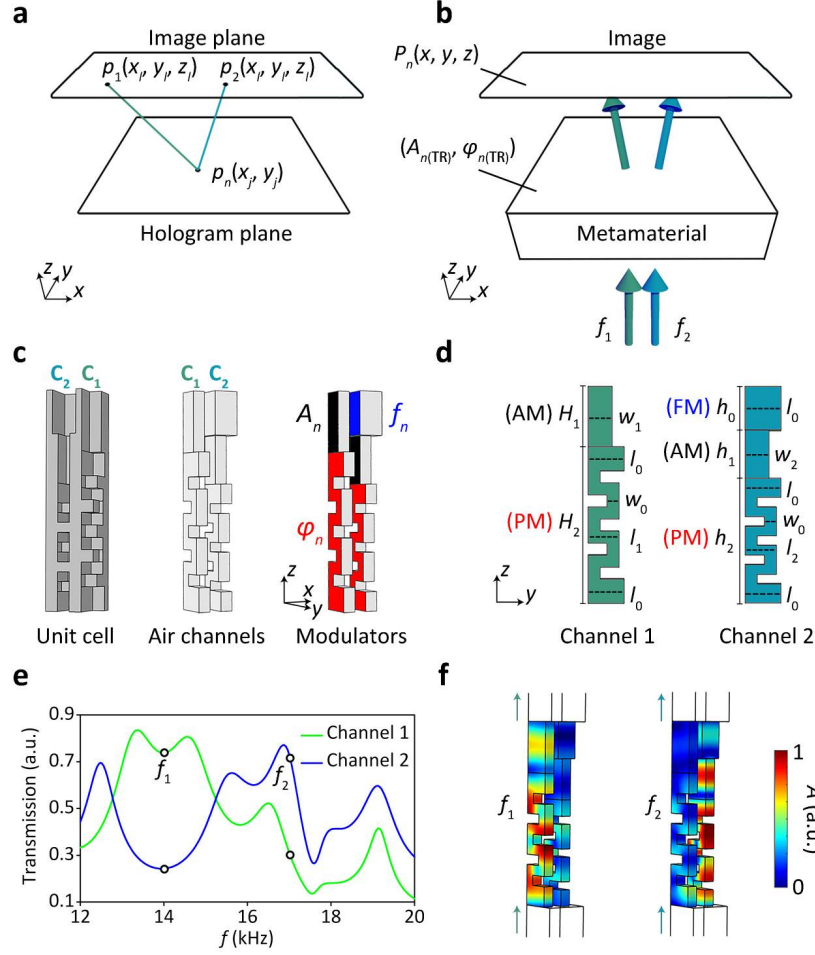 a
Image plane
p₁(xₗ, yₗ, zₗ) p₂(xₗ, yₗ, zₗ)
pₙ(xⱼ, yⱼ)
Hologram plane
z y x
b
Image
Pₙ(x, y, z)
(Aₙ(TR), φₙ(TR))
Metamaterial
z y x
f₁ f₂
c
C₂ C₁ C₁ C₂
Aₙ fₙ
φₙ
z x y
Unit cell Air channels Modulators
d
(AM) H₁ w₁
l₀
w₀
(PM) H₂ l₁
l₀
z y
Channel 1
(FM) h₀ l₀
(AM) h₁ w₂
l₀
w₀
(PM) h₂ l₂
l₀
Channel 2
e
Transmission (a.u.)
0.9
0.7
0.5
0.3
0.1
Channel 1
Channel 2
f₁ f₂
12 14 16 18 20
f (kHz)
f
f₁ f₂
1
0
A (a.u.)